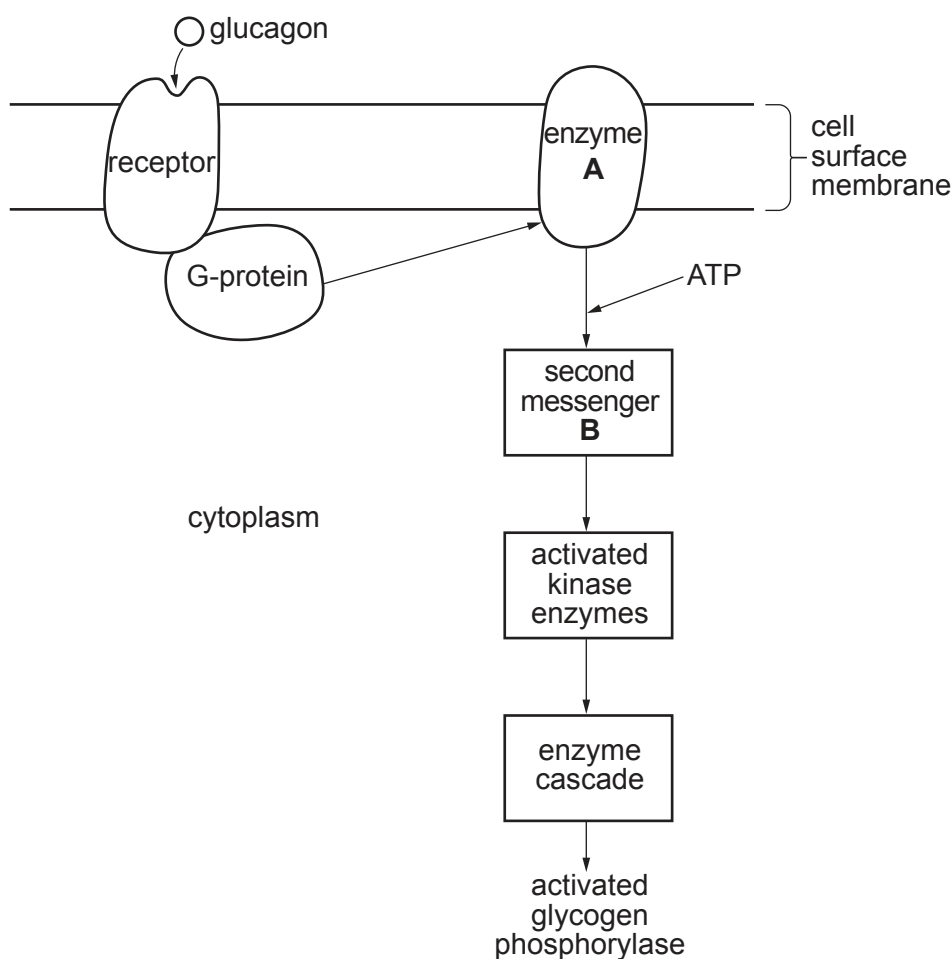 glucagon
receptor
enzyme
A
cell
surface
membrane
G-protein
ATP
second
messenger
B
cytoplasm
activated
kinase
enzymes
enzyme
cascade
activated
glycogen
phosphorylase